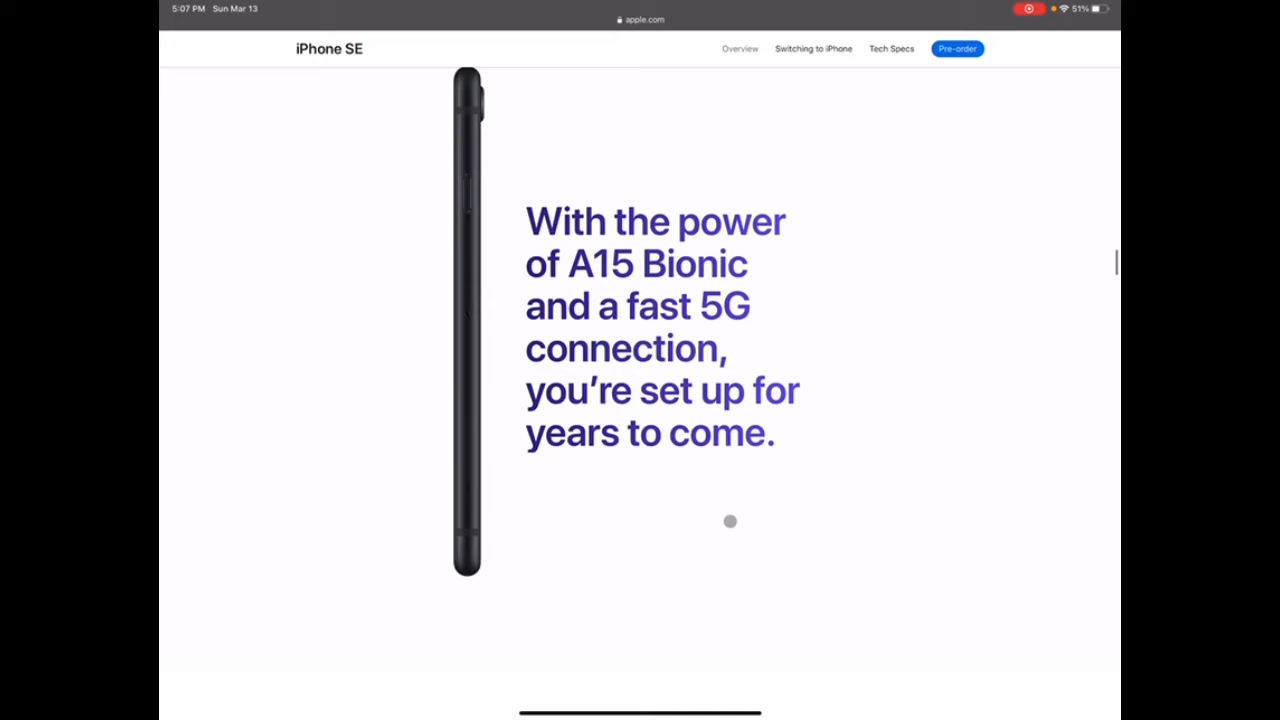 5:07 PM Sun Mar 13
51%
apple.com
iPhone SE
Overview Switching to iPhone Tech Specs Pre-order
With the power
of A15 Bionic
and a fast 5G
connection,
you’re set up for
years to come.